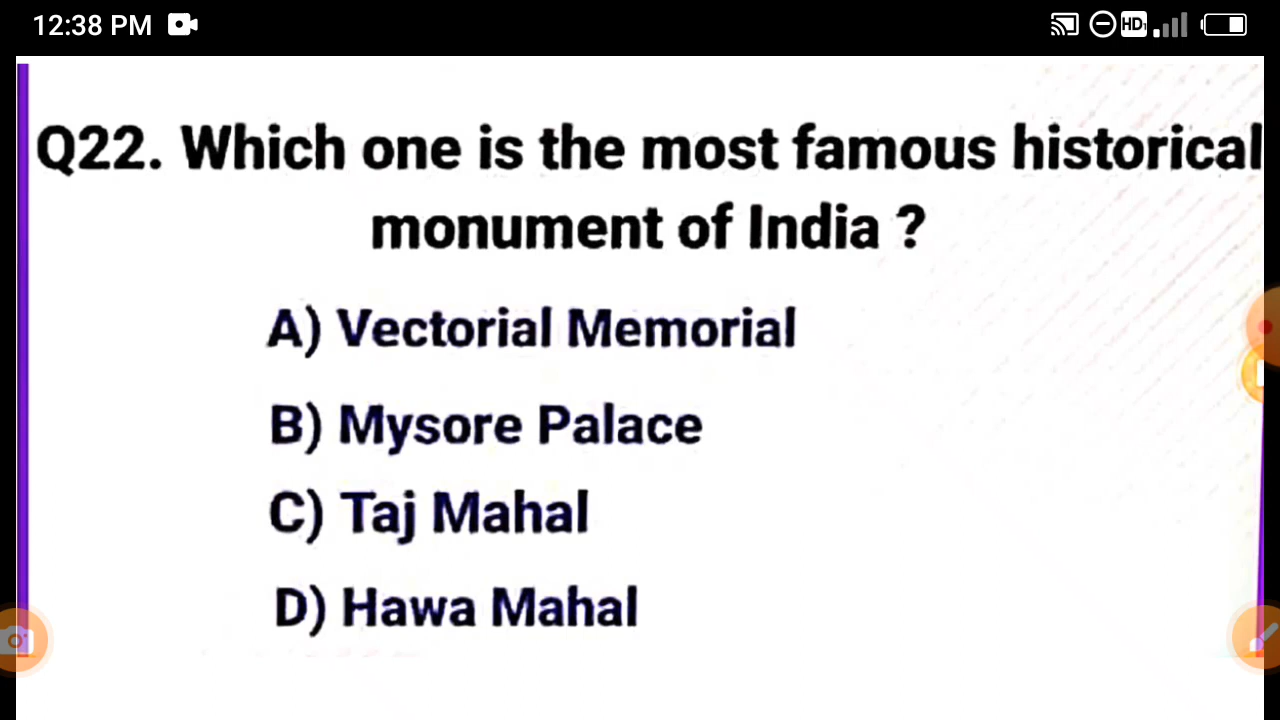 12:38 PM
HD1
Q22. Which one is the most famous historical
monument of India ?
A) Vectorial Memorial
B) Mysore Palace
C) Taj Mahal
D) Hawa Mahal